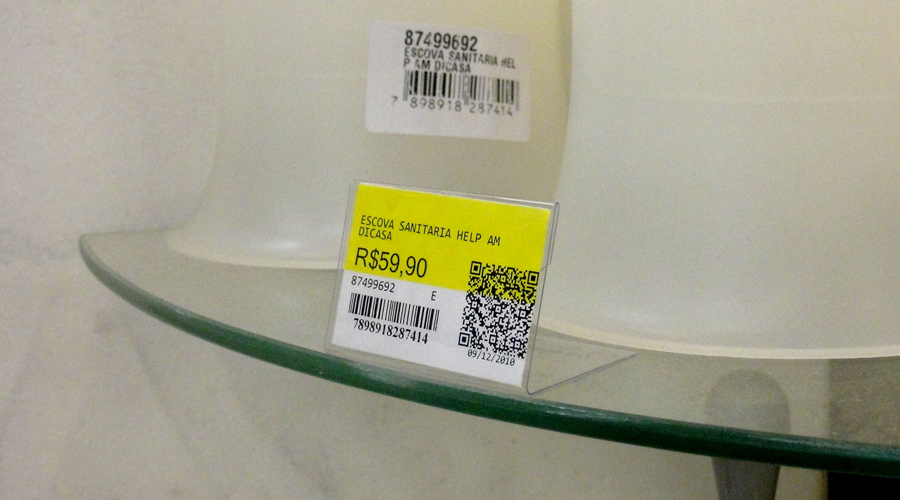 87499692
ESCOVA SANITARIA HEL
P AM DICASA
7 898918 287414
ESCOVA SANITARIA HELP AM
DICASA
R$59,90
87499692 E
7898918287414
09/12/2010